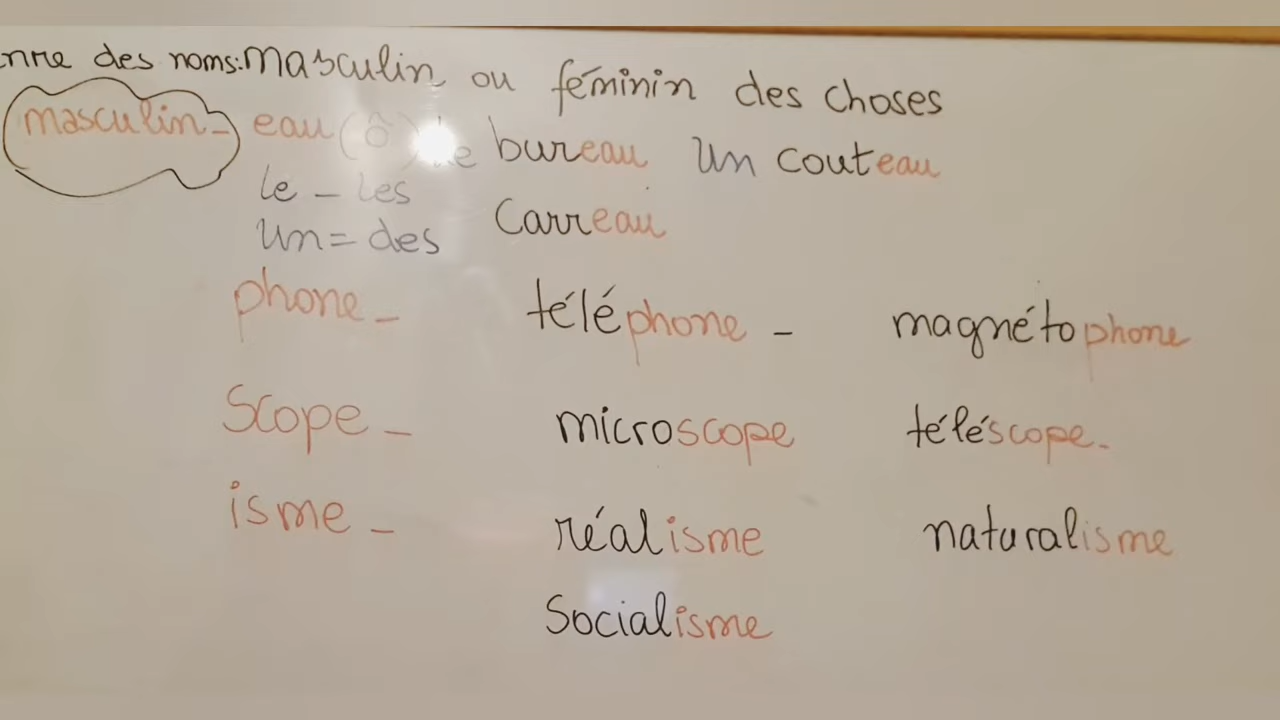 nre des noms: Masculin ou féminin des choses
masculin - eau (ô) le bureau un couteau
le - les
un = des Carreau
phone - téléphone - magnétophone
Scope - microscope téléscope -
isme - réalisme naturalisme
Socialisme